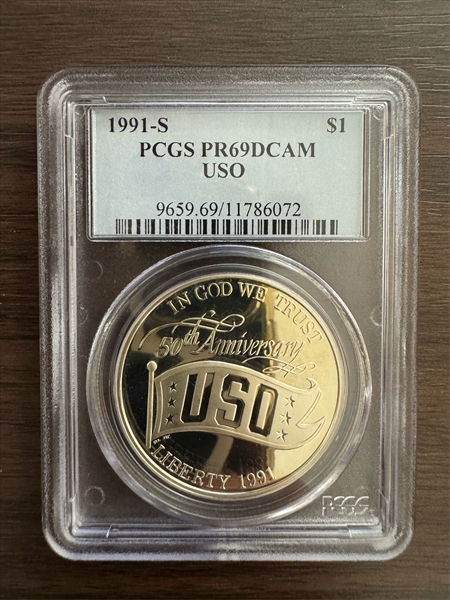 1991-S $1
PCGS PR69DCAM
USO
9659.69/11786072
IN GOD WE TRUST
50th Anniversary
USO
LIBERTY 1991
PCGS